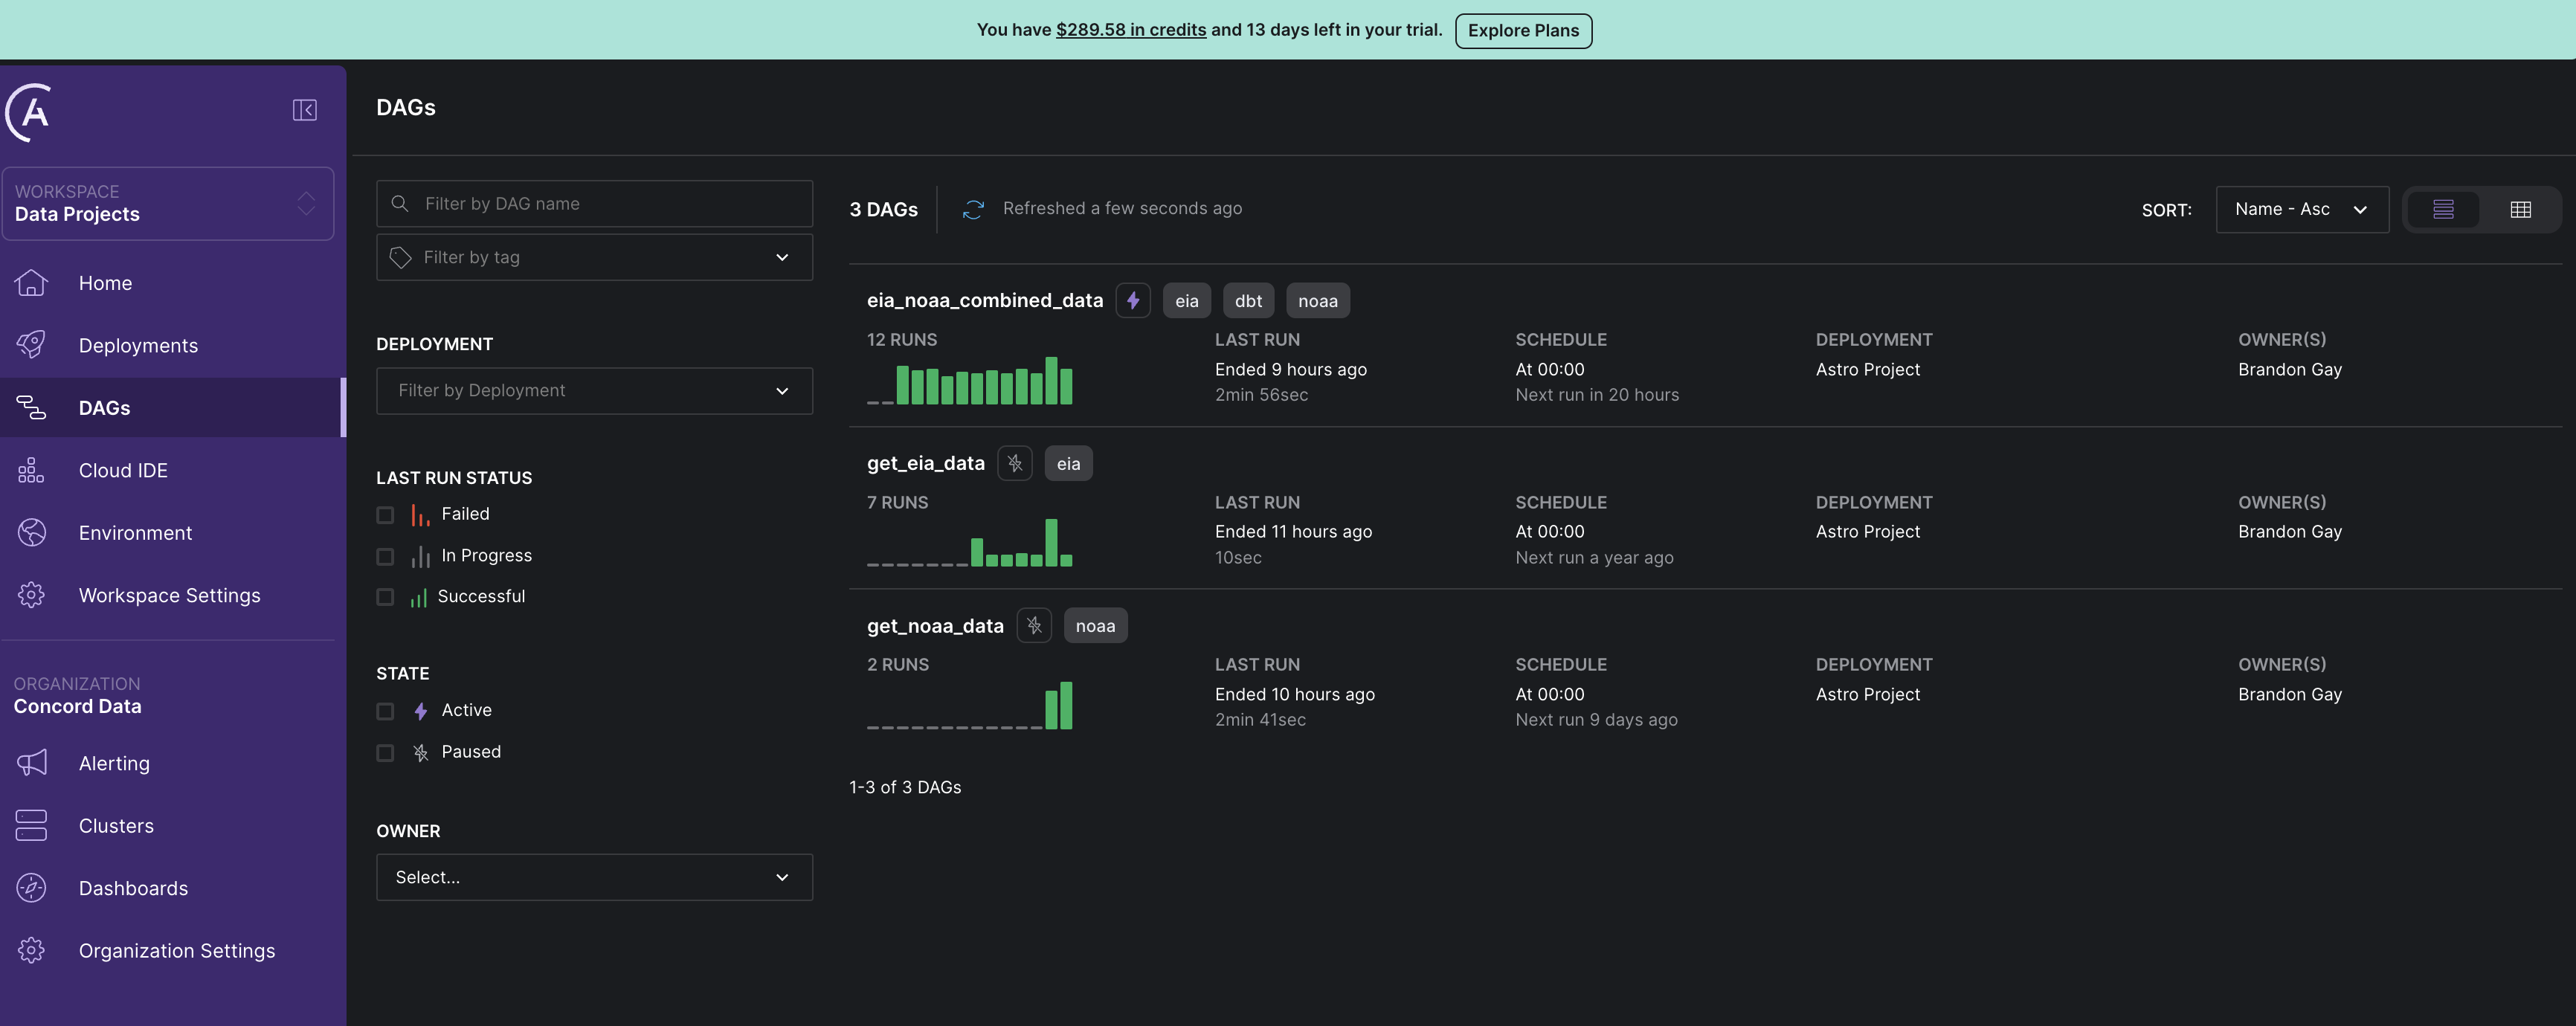 You have $289.58 in credits and 13 days left in your trial. Explore Plans
WORKSPACE
Data Projects
Home
Deployments
DAGs
Cloud IDE
Environment
Workspace Settings
ORGANIZATION
Concord Data
Alerting
Clusters
Dashboards
Organization Settings
DAGs
Filter by DAG name
Filter by tag
DEPLOYMENT
Filter by Deployment
LAST RUN STATUS
Failed
In Progress
Successful
STATE
Active
Paused
OWNER
Select...
3 DAGs Refreshed a few seconds ago SORT: Name - Asc
eia_noaa_combined_data eia dbt noaa
12 RUNS LAST RUN SCHEDULE DEPLOYMENT OWNER(S)
Ended 9 hours ago At 00:00 Astro Project Brandon Gay
2min 56sec Next run in 20 hours
get_eia_data eia
7 RUNS LAST RUN SCHEDULE DEPLOYMENT OWNER(S)
Ended 11 hours ago At 00:00 Astro Project Brandon Gay
10sec Next run a year ago
get_noaa_data noaa
2 RUNS LAST RUN SCHEDULE DEPLOYMENT OWNER(S)
Ended 10 hours ago At 00:00 Astro Project Brandon Gay
2min 41sec Next run 9 days ago
1-3 of 3 DAGs